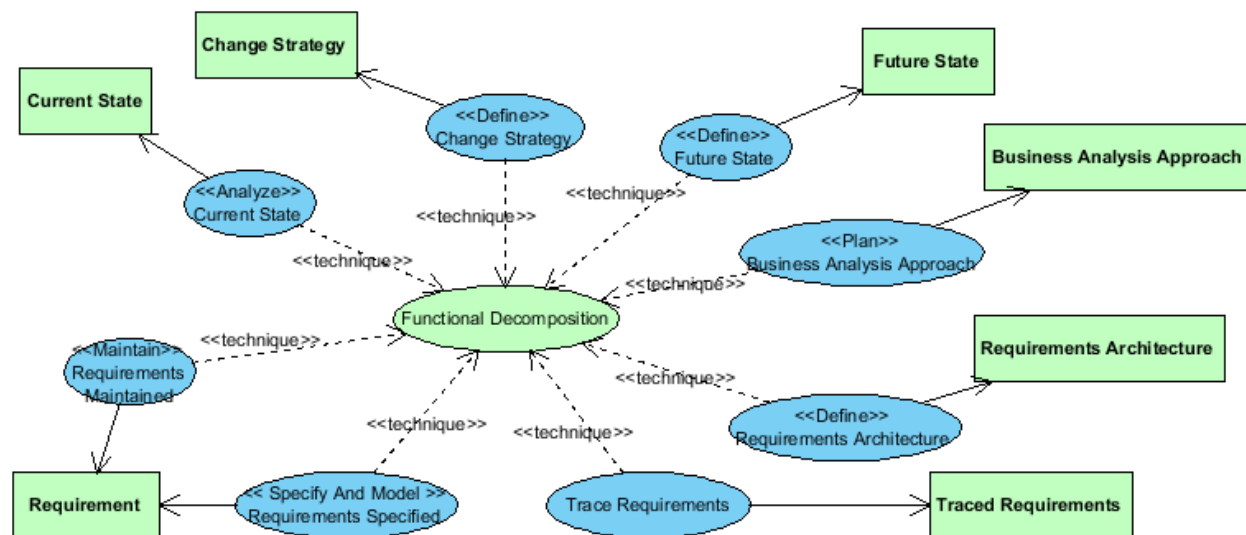 Change Strategy
Future State
Current State
<<Define>>
Change Strategy
<<Define>>
Future State
Business Analysis Approach
<<Analyze>>
Current State
<<technique>>
<<technique>>
<<Plan>>
Business Analysis Approach
<<technique>>
<<technique>>
Functional Decomposition
<<technique>>
<<Maintain>>
Requirements
Maintained
Requirements Architecture
<<technique>>
<<Define>>
Requirements Architecture
<<technique>>
<<technique>>
Requirement
<< Specify And Model >>
Requirements Specified
Trace Requirements
Traced Requirements